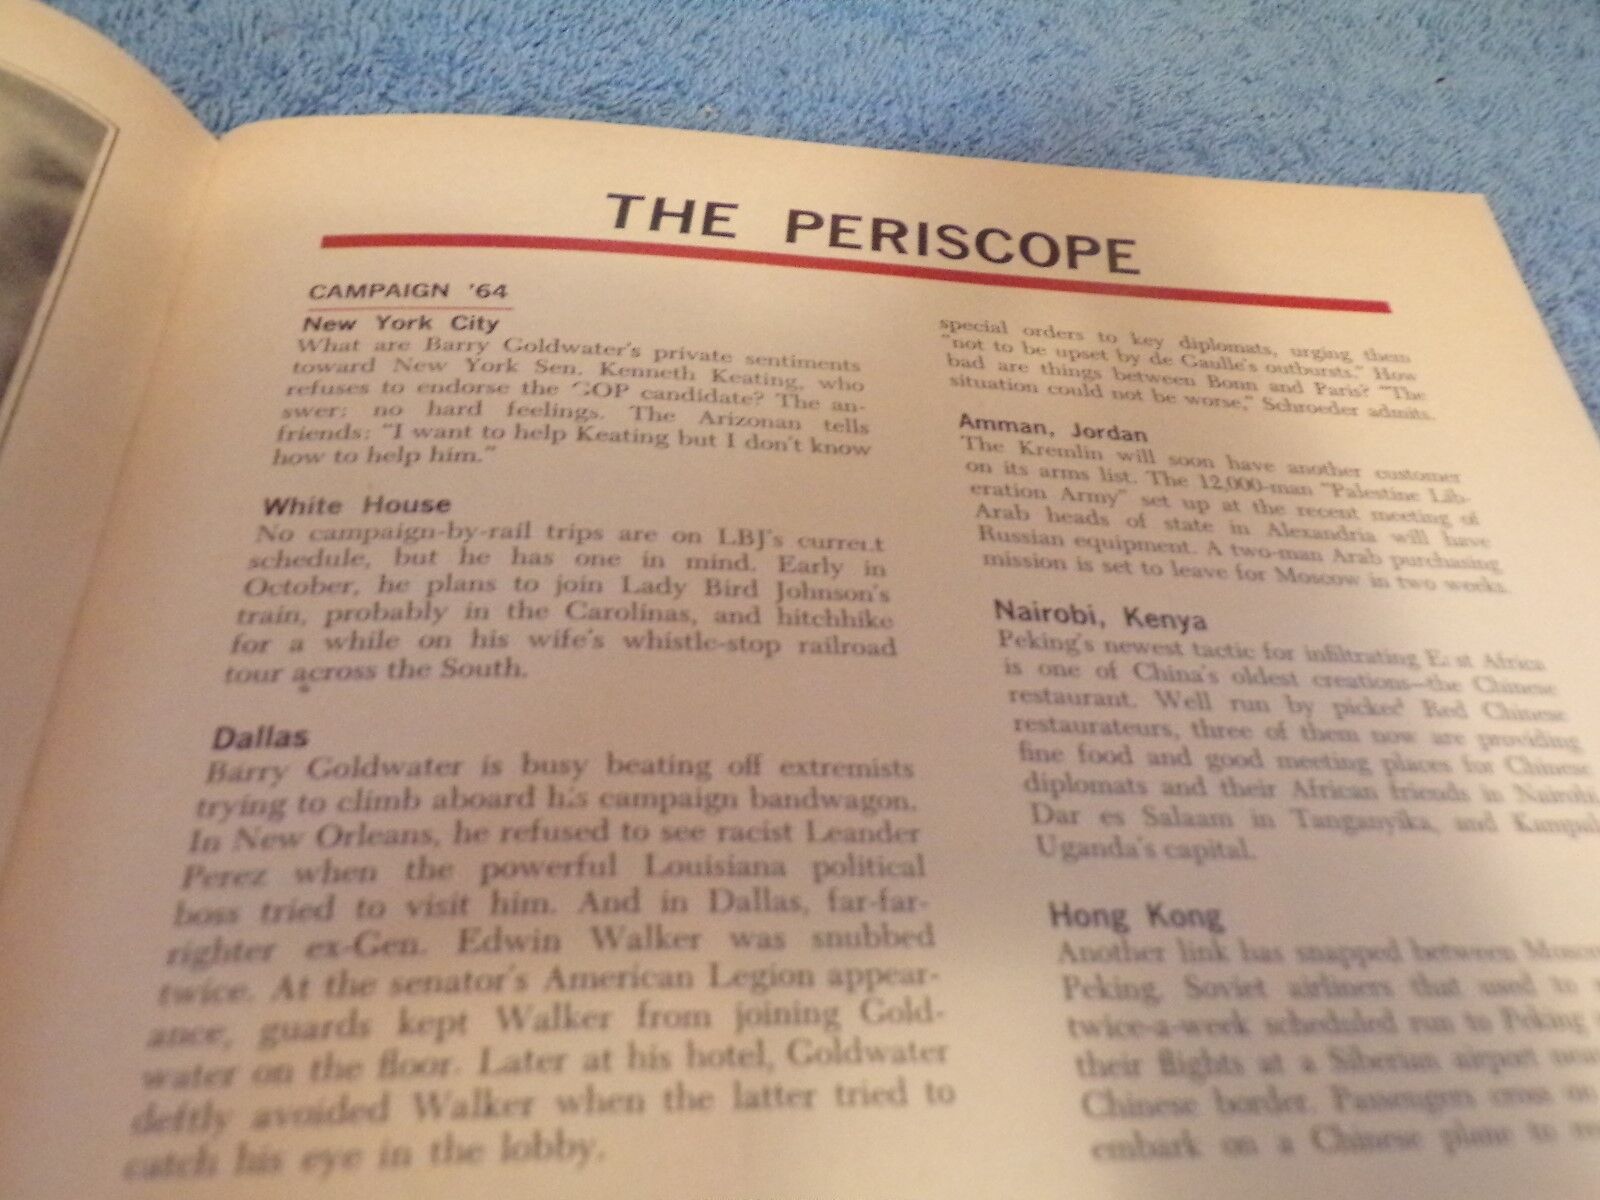 THE PERISCOPE
CAMPAIGN '64
New York City
What are Barry Goldwater's private sentiments
toward New York Sen. Kenneth Keating, who
refuses to endorse the GOP candidate? The an-
swer: no hard feelings. The Arizonan tells
friends: "I want to help Keating but I don't know
how to help him."
White House
No campaign-by-rail trips are on LBJ's current
schedule, but he has one in mind. Early in
October, he plans to join Lady Bird Johnson's
train, probably in the Carolinas, and hitchhike
for a while on his wife's whistle-stop railroad
tour across the South.
Dallas
Barry Goldwater is busy beating off extremists
trying to climb aboard his campaign bandwagon.
In New Orleans, he refused to see racist Leander
Perez when the powerful Louisiana political
boss tried to visit him. And in Dallas, far-far-
righter ex-Gen. Edwin Walker was snubbed
twice. At the senator's American Legion appear-
ance, guards kept Walker from joining Gold-
water on the floor. Later at his hotel, Goldwater
deftly avoided Walker when the latter tried to
catch his eye in the lobby.
special orders to key diplomats, urging them
"not to be upset by de Gaulle's outbursts." How
bad are things between Bonn and Paris? "The
situation could not be worse," Schroeder admits.
Amman, Jordan
The Kremlin will soon have another customer
on its arms list. The 12,000-man "Palestine Lib-
eration Army" set up at the recent meeting of
Arab heads of state in Alexandria will have
Russian equipment. A two-man Arab purchasing
mission is set to leave for Moscow in two weeks.
Nairobi, Kenya
Peking's newest tactic for infiltrating East Africa
is one of China's oldest creations—the Chinese
restaurant. Well run by picked Red Chinese
restaurateurs, three of them now are providing
fine food and good meeting places for Chinese
diplomats and their African friends in Nairobi,
Dar es Salaam in Tanganyika, and Kampala
Uganda's capital.
Hong Kong
Another link has snapped between
Peking. Soviet airliners that used to
twice-a-week scheduled run to Peking
their flights at a Siberian airport near
Chinese border. Passengers cross on
embark on a Chinese plane to